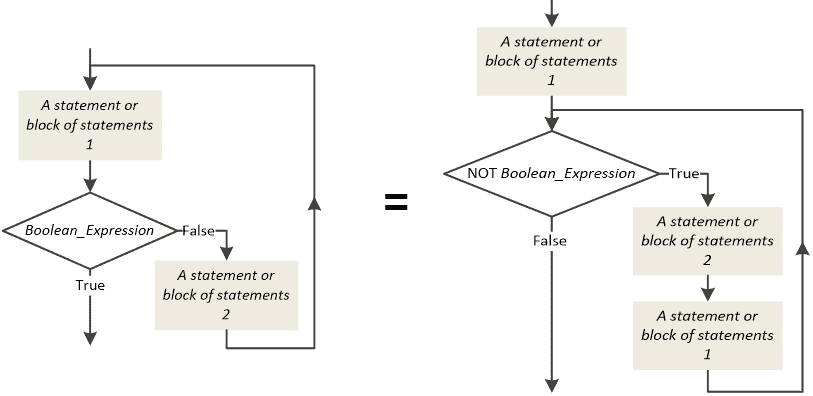 A statement or
block of statements
1
Boolean_Expression
False
True
A statement or
block of statements
2
=
A statement or
block of statements
1
NOT Boolean_Expression
True
False
A statement or
block of statements
2
A statement or
block of statements
1